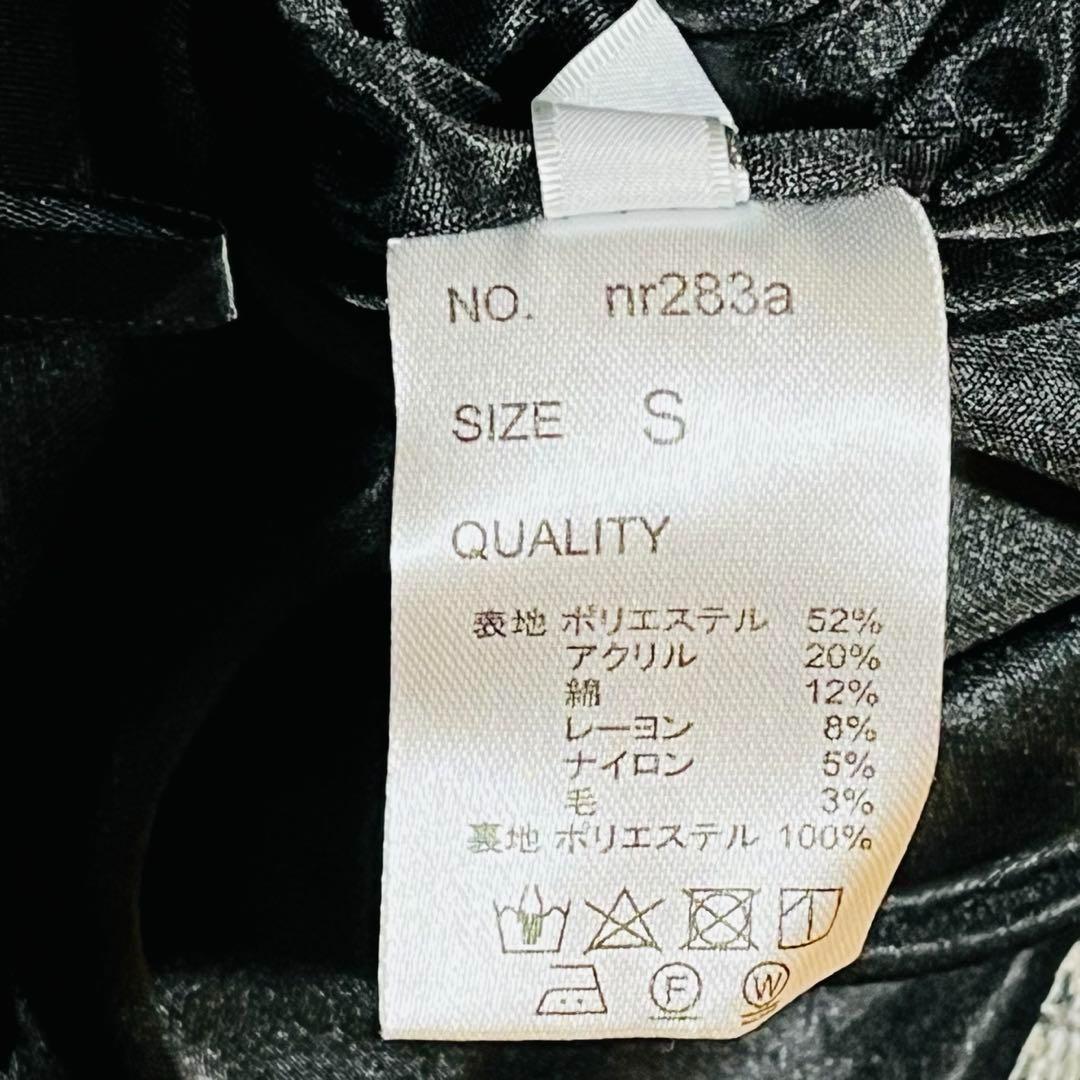 NO. nr283a
SIZE S
QUALITY
表地 ポリエステル 52%
アクリル 20%
綿 12%
レーヨン 8%
ナイロン 5%
毛 3%
裏地 ポリエステル 100%
F W